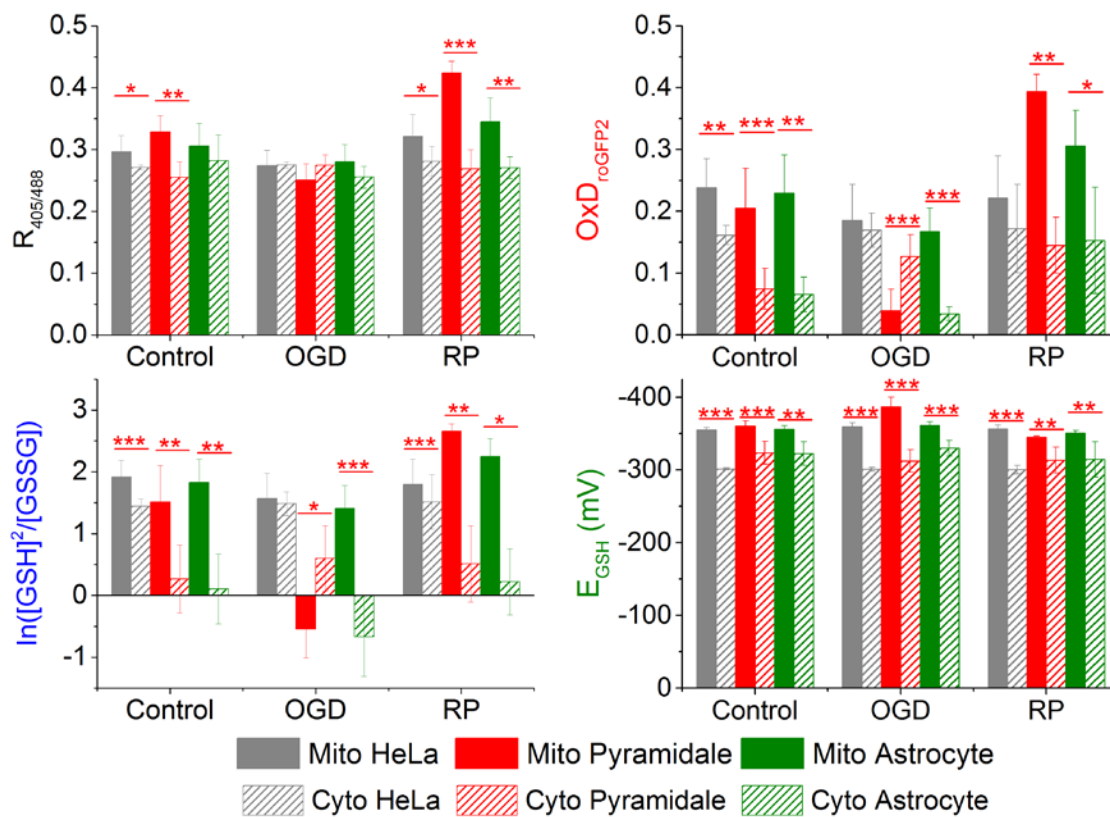 0.5
0.4
0.3
0.2
0.1
0.0
R405/488
* ** * *** **
Control OGD RP
0.5
0.4
0.3
0.2
0.1
0.0
OxDroGFP2
** *** ** *** *** ** *
Control OGD RP
3
2
1
0
-1
ln([GSH]²/[GSSG])
*** ** ** * *** *** ** *
Control OGD RP
-400
-300
-200
-100
0
EGSH (mV)
*** *** ** *** *** *** *** ** **
Control OGD RP
Mito HeLa Mito Pyramidale Mito Astrocyte
Cyto HeLa Cyto Pyramidale Cyto Astrocyte